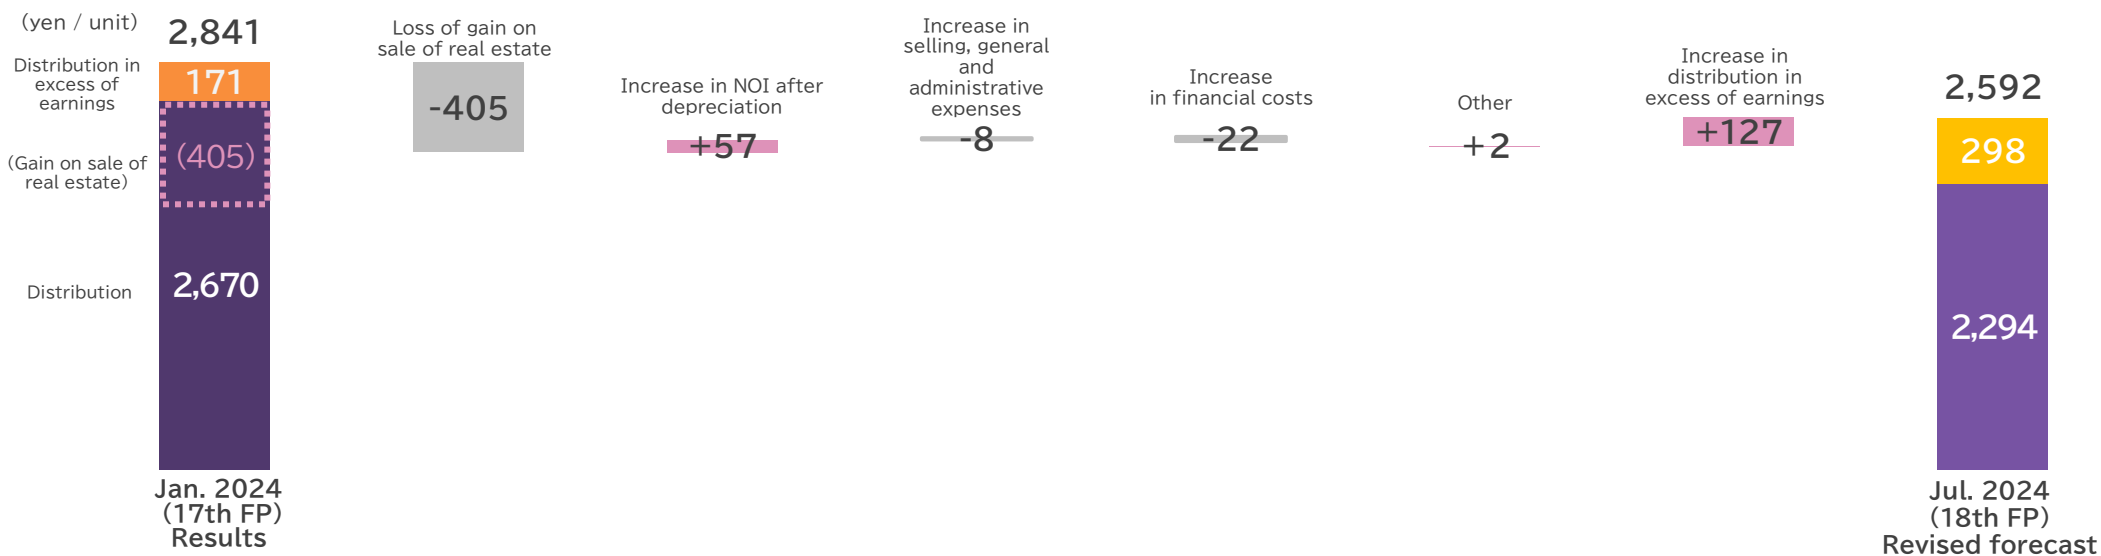 (yen / unit)
2,841
Distribution in
excess of
earnings
171
(Gain on sale of
real estate)
(405)
Distribution
2,670
Jan. 2024
(17th FP)
Results
Loss of gain on
sale of real estate
-405
Increase in NOI after
depreciation
+57
Increase in
selling, general
and
administrative
expenses
-8
Increase
in financial costs
-22
Other
+2
Increase in
distribution in
excess of earnings
+127
2,592
298
2,294
Jul. 2024
(18th FP)
Revised forecast